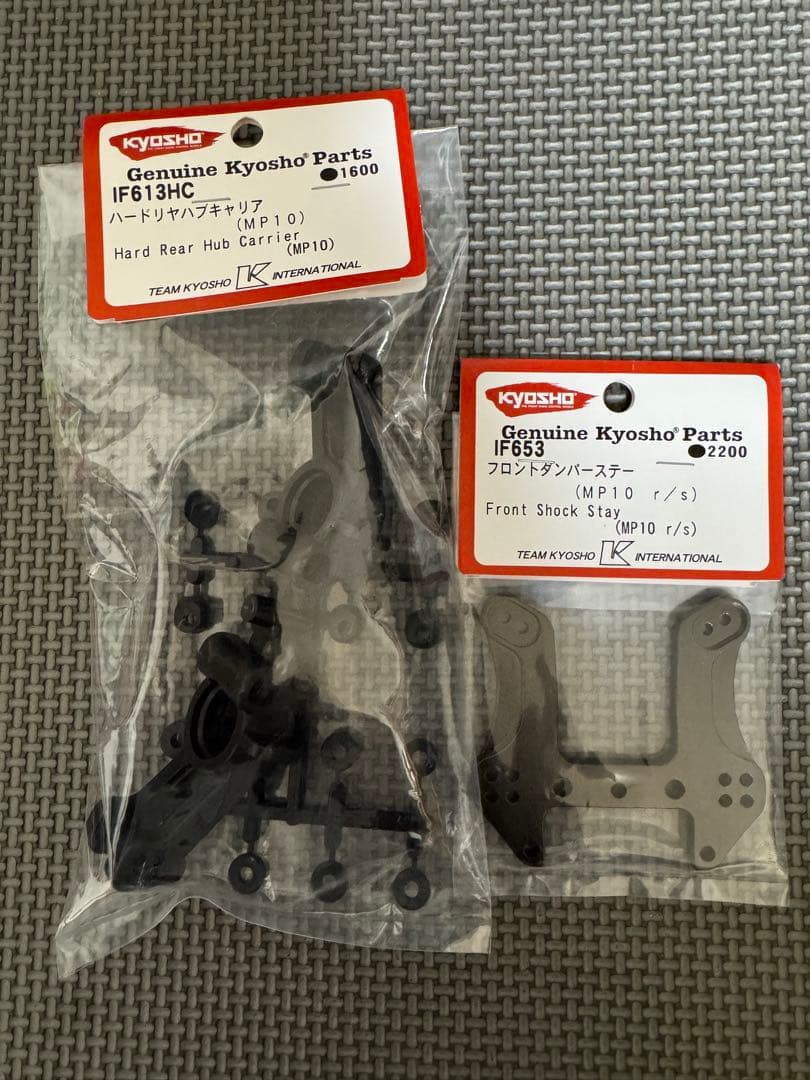 KYOSHO
Genuine Kyosho® Parts
IF613HC ●1600
ハードリヤハブキャリア
(MP10)
Hard Rear Hub Carrier
(MP10)
TEAM KYOSHO K INTERNATIONAL
KYOSHO
Genuine Kyosho® Parts
IF653 ●2200
フロントダンパーステー
(MP10 r/s)
Front Shock Stay
(MP10 r/s)
TEAM KYOSHO K INTERNATIONAL